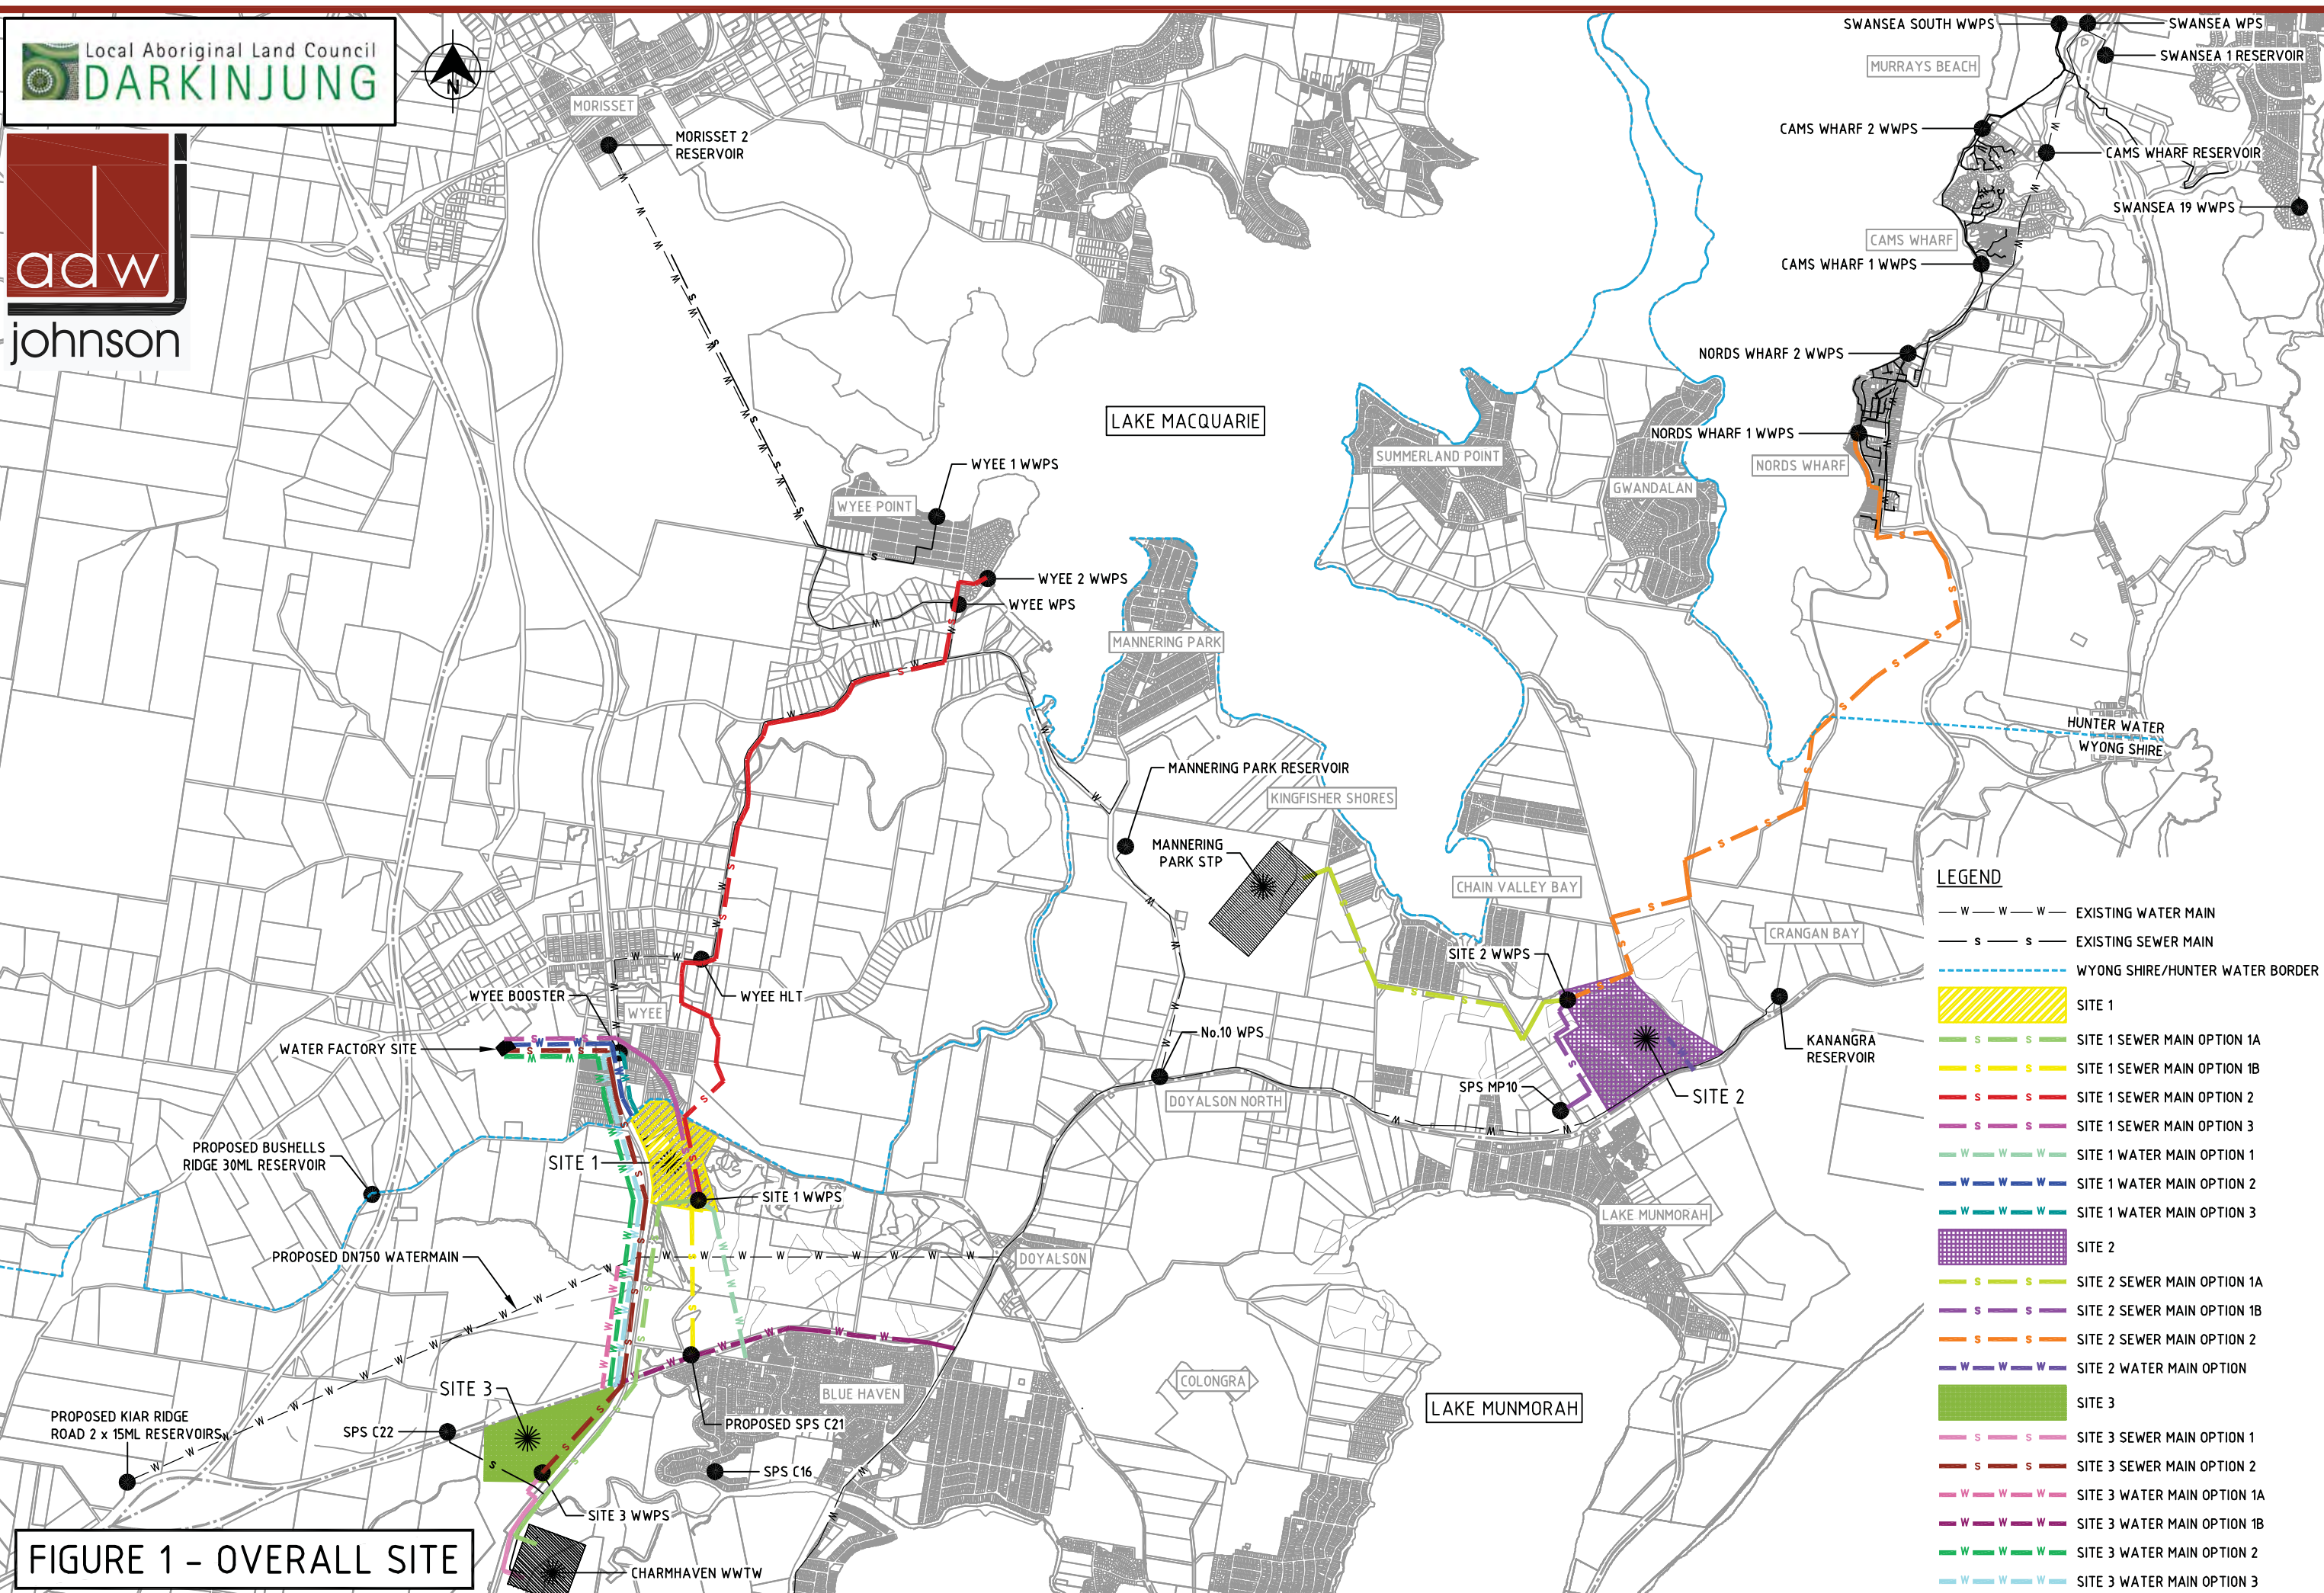 Local Aboriginal Land Council
DARKINJUNG
N
adw
johnson
MORISSET
MORISSET 2
RESERVOIR
SWANSEA SOUTH WWPS
SWANSEA WPS
SWANSEA 1 RESERVOIR
MURRAYS BEACH
CAMS WHARF 2 WWPS
CAMS WHARF RESERVOIR
SWANSEA 19 WWPS
CAMS WHARF
CAMS WHARF 1 WWPS
NORDS WHARF 2 WWPS
LAKE MACQUARIE
NORDS WHARF 1 WWPS
NORDS WHARF
SUMMERLAND POINT
GWANDALAN
WYEE 1 WWPS
WYEE POINT
WYEE 2 WWPS
WYEE WPS
MANNERING PARK
HUNTER WATER
WYONG SHIRE
MANNERING PARK RESERVOIR
KINGFISHER SHORES
MANNERING
PARK STP
CHAIN VALLEY BAY
CRANGAN BAY
SITE 2 WWPS
WYEE BOOSTER
WYEE HLT
WYEE
WATER FACTORY SITE
No.10 WPS
KANANGRA
RESERVOIR
SPS MP10
SITE 2
DOYALSON NORTH
PROPOSED BUSHELLS
RIDGE 30ML RESERVOIR
SITE 1
SITE 1 WWPS
LAKE MUNMORAH
PROPOSED DN750 WATERMAIN
DOYALSON
SITE 3
BLUE HAVEN
COLONGRA
LAKE MUNMORAH
PROPOSED KIAR RIDGE
ROAD 2 x 15ML RESERVOIRS
SPS C22
PROPOSED SPS C21
SPS C16
SITE 3 WWPS
CHARMHAVEN WWTW
FIGURE 1 - OVERALL SITE
LEGEND
W W W EXISTING WATER MAIN
S S EXISTING SEWER MAIN
WYONG SHIRE/HUNTER WATER BORDER
SITE 1
S S SITE 1 SEWER MAIN OPTION 1A
S S SITE 1 SEWER MAIN OPTION 1B
S S SITE 1 SEWER MAIN OPTION 2
S S SITE 1 SEWER MAIN OPTION 3
W W W SITE 1 WATER MAIN OPTION 1
W W W SITE 1 WATER MAIN OPTION 2
W W W SITE 1 WATER MAIN OPTION 3
SITE 2
S S SITE 2 SEWER MAIN OPTION 1A
S S SITE 2 SEWER MAIN OPTION 1B
S S SITE 2 SEWER MAIN OPTION 2
W W W SITE 2 WATER MAIN OPTION
SITE 3
S S SITE 3 SEWER MAIN OPTION 1
S S SITE 3 SEWER MAIN OPTION 2
W W W SITE 3 WATER MAIN OPTION 1A
W W W SITE 3 WATER MAIN OPTION 1B
W W W SITE 3 WATER MAIN OPTION 2
W W W SITE 3 WATER MAIN OPTION 3